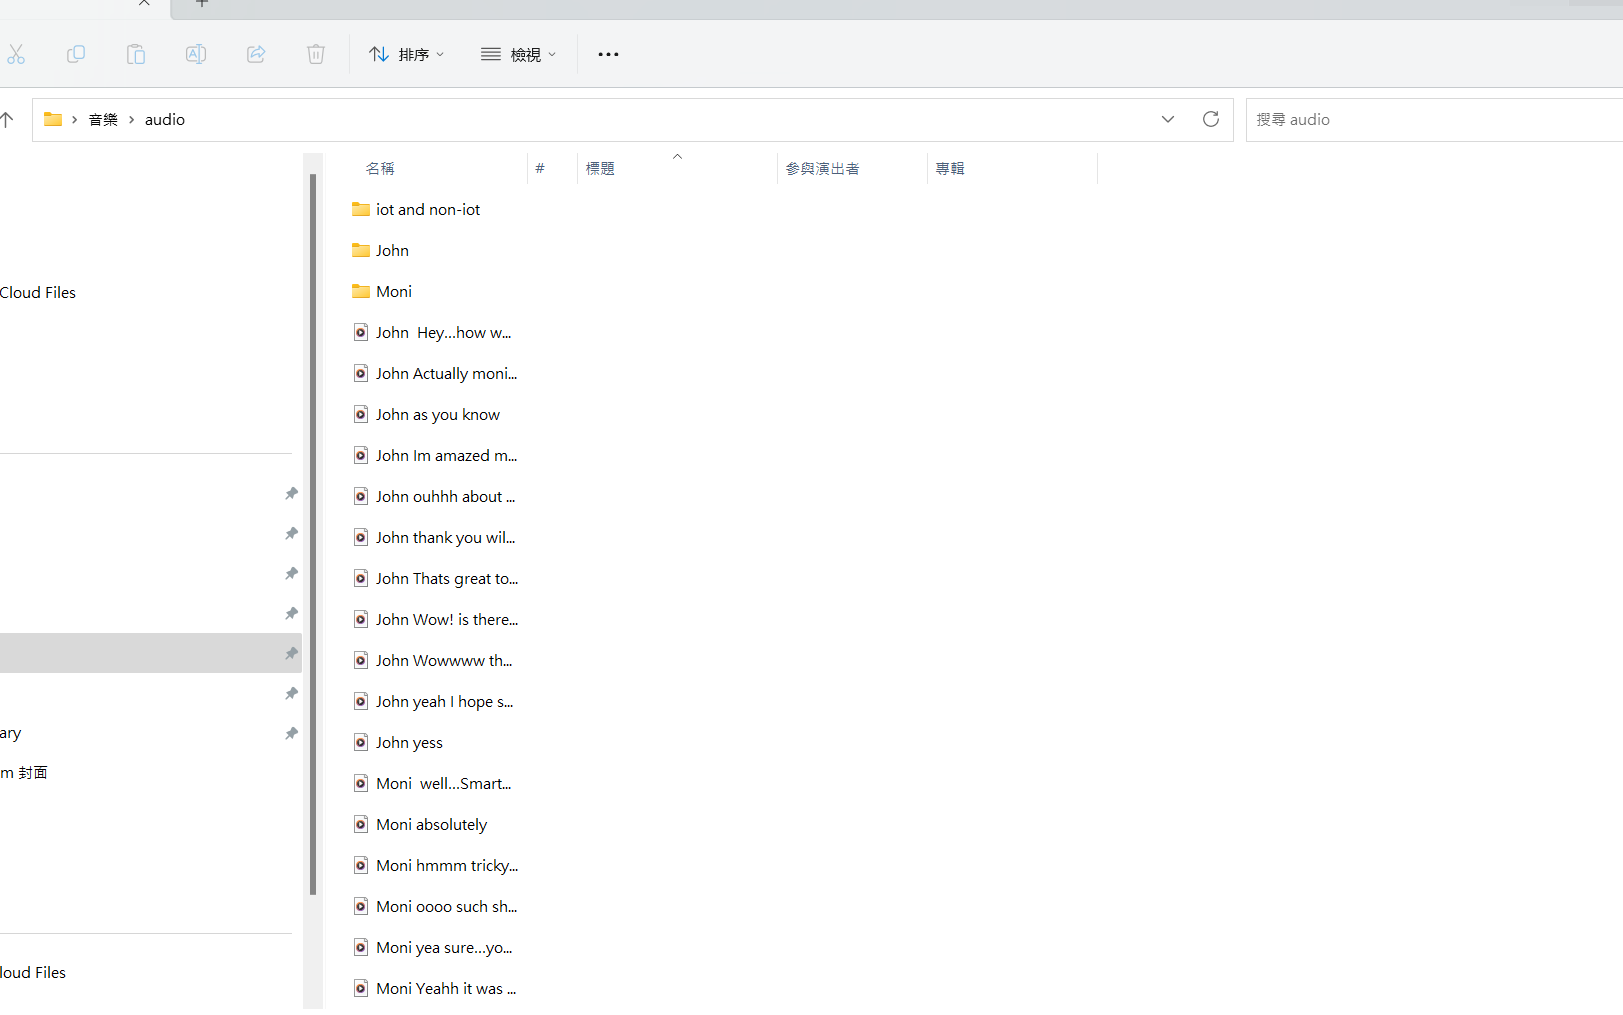 排序
檢視
音樂 > audio
搜尋 audio
名稱 # 標題 參與演出者 專輯
iot and non-iot
John
Cloud Files
Moni
John  Hey...how w...
John Actually moni...
John as you know
John Im amazed m...
John ouhhh about ...
John thank you wil...
John Thats great to...
John Wow! is there...
John Wowwww th...
John yeah I hope s...
ary
John yess
m 封面
Moni  well...Smart...
Moni absolutely
Moni hmmm tricky...
Moni oooo such sh...
Moni yea sure...yo...
loud Files
Moni Yeahh it was ...